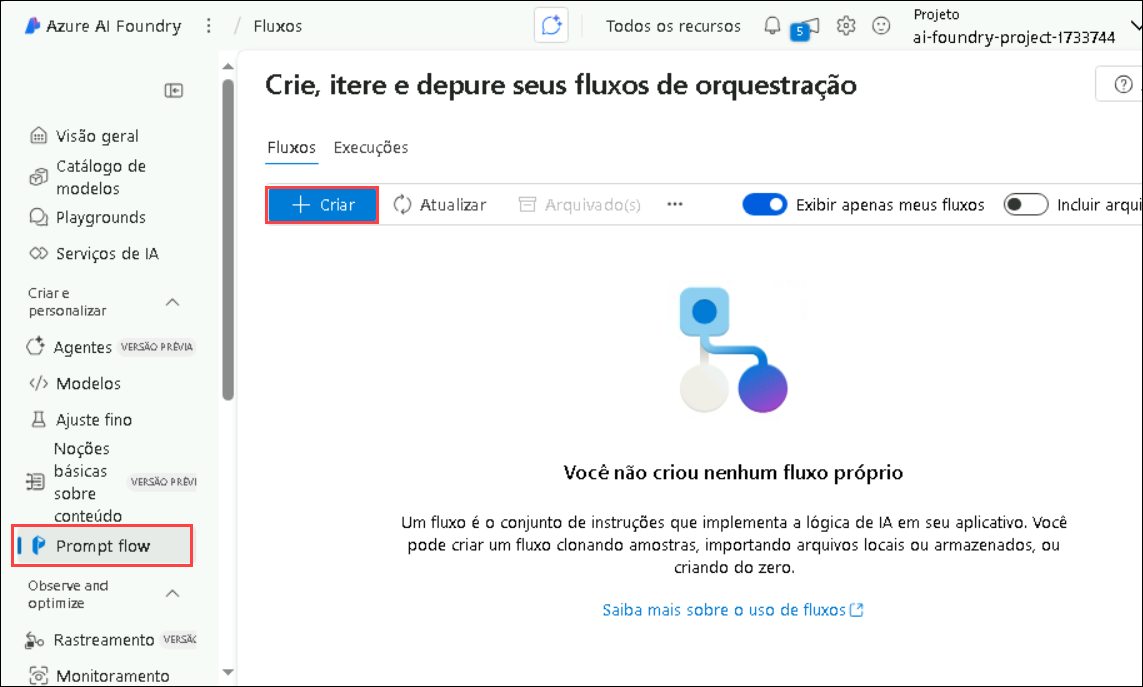 Azure AI Foundry
/ Fluxos
Todos os recursos
5
Projeto
ai-foundry-project-1733744
Crie, itere e depure seus fluxos de orquestração
?
Visão geral
Catálogo de
modelos
Playgrounds
Serviços de IA
Criar e
personalizar
Agentes VERSÃO PRÉVIA
Modelos
Ajuste fino
Noções
básicas
sobre
conteúdo
VERSÃO PRÉVI
Prompt flow
Observe and
optimize
Rastreamento VERSÃ
Monitoramento
Fluxos Execuções
+ Criar Atualizar Arquivado(s) ... Exibir apenas meus fluxos Incluir arqui
Você não criou nenhum fluxo próprio
Um fluxo é o conjunto de instruções que implementa a lógica de IA em seu aplicativo. Você
pode criar um fluxo clonando amostras, importando arquivos locais ou armazenados, ou
criando do zero.
Saiba mais sobre o uso de fluxos